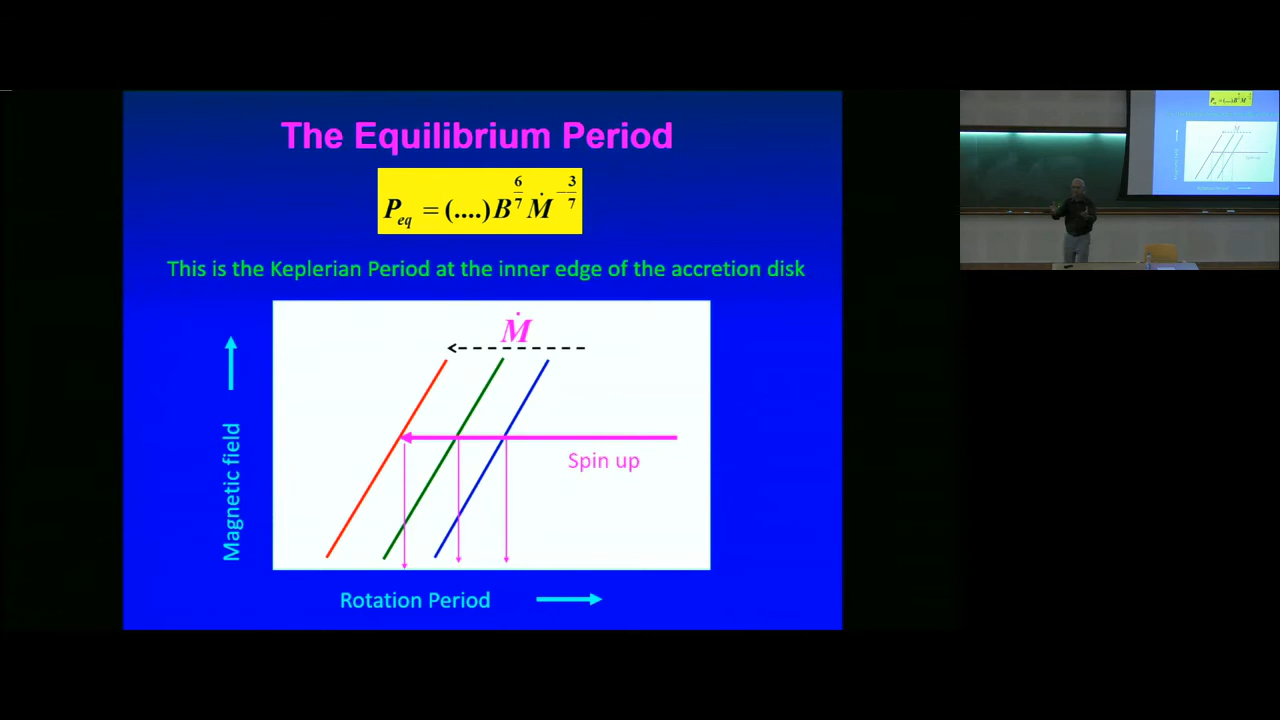 The Equilibrium Period
P_eq = (....) B^{6/7} Ṁ^{-3/7}
This is the Keplerian Period at the inner edge of the accretion disk
Ṁ
Magnetic field
Spin up
Rotation Period